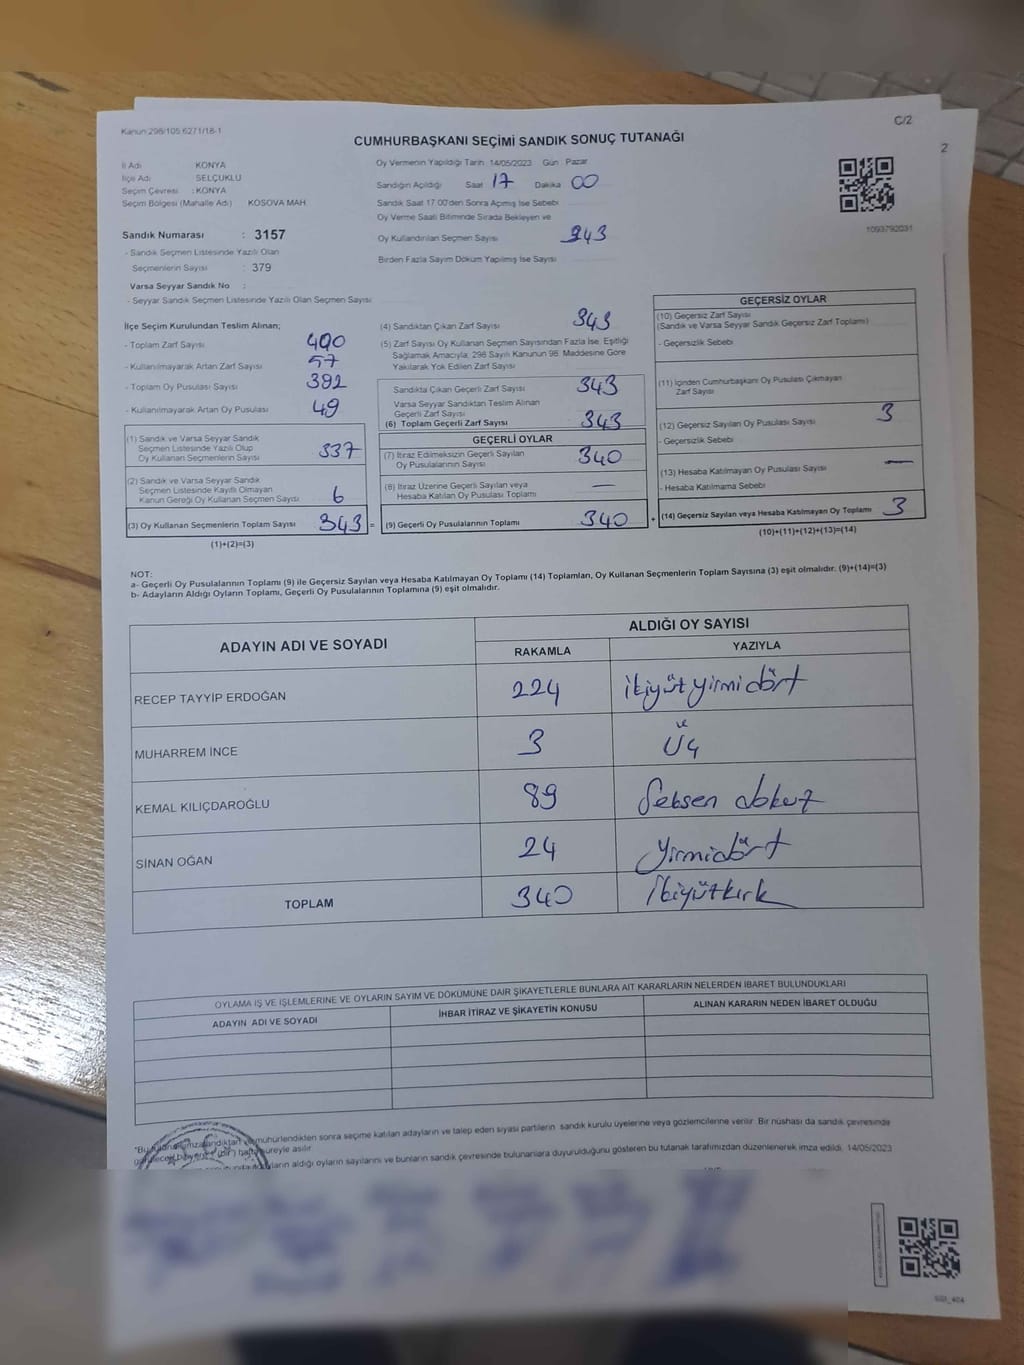 Kanun 298/105 6271/18-1
C/2
2
CUMHURBAŞKANI SEÇİMİ SANDIK SONUÇ TUTANAĞI
İl Adı KONYA
İlçe Adı SELÇUKLU
Seçim Çevresi : KONYA
Seçim Bölgesi (Mahalle Adı) KOSOVA MAH.
Sandık Numarası : 3157
- Sandık Seçmen Listesinde Yazılı Olan
Seçmenlerin Sayısı : 379
Varsa Seyyar Sandık No :
- Seyyar Sandık Seçmen Listesinde Yazılı Olan Seçmen Sayısı
Oy Vermenin Yapıldığı Tarih 14/05/2023 Gün Pazar
Sandığın Açıldığı Saat 17 Dakika 00
Sandık Saat 17.00'den Sonra Açılmış İse Sebebi
Oy Verme Saati Bitiminde Sırada Bekleyen ve
Oy Kullandırılan Seçmen Sayısı 343
Birden Fazla Sayım Döküm Yapılmış İse Sayısı
1093792031
İlçe Seçim Kurulundan Teslim Alınan;
- Toplam Zarf Sayısı 400
- Kullanılmayarak Artan Zarf Sayısı 57
- Toplam Oy Pusulası Sayısı 392
- Kullanılmayarak Artan Oy Pusulası 49
(1) Sandık ve Varsa Seyyar Sandık
Seçmen Listesinde Yazılı Olup
Oy Kullanan Seçmenlerin Sayısı 337
(2) Sandık ve Varsa Seyyar Sandık
Seçmen Listesinde Kayıtlı Olmayan
Kanun Gereği Oy Kullanan Seçmen Sayısı 6
(3) Oy Kullanan Seçmenlerin Toplam Sayısı 343 =
(1)+(2)=(3)
(4) Sandıktan Çıkan Zarf Sayısı 343
(5) Zarf Sayısı Oy Kullanan Seçmen Sayısından Fazla İse, Eşitliği
Sağlamak Amacıyla, 298 Sayılı Kanunun 98. Maddesine Göre
Yakılarak Yok Edilen Zarf Sayısı
Sandıkta Çıkan Geçerli Zarf Sayısı 343
Varsa Seyyar Sandıktan Teslim Alınan
Geçerli Zarf Sayısı
(6) Toplam Geçerli Zarf Sayısı 343
GEÇERLİ OYLAR
(7) İtiraz Edilmeksizin Geçerli Sayılan
Oy Pusulalarının Sayısı 340
(8) İtiraz Üzerine Geçerli Sayılan veya
Hesaba Katılan Oy Pusulası Toplamı —
(9) Geçerli Oy Pusulalarının Toplamı 340 +
GEÇERSİZ OYLAR
(10) Geçersiz Zarf Sayısı
(Sandık ve Varsa Seyyar Sandık Geçersiz Zarf Toplamı)
- Geçersizlik Sebebi
(11) İçinden Cumhurbaşkanı Oy Pusulası Çıkmayan
Zarf Sayısı
(12) Geçersiz Sayılan Oy Pusulası Sayısı 3
- Geçersizlik Sebebi
(13) Hesaba Katılmayan Oy Pusulası Sayısı —
- Hesaba Katılmama Sebebi
(14) Geçersiz Sayılan veya Hesaba Katılmayan Oy Toplamı 3
(10)+(11)+(12)+(13)=(14)
NOT:
a- Geçerli Oy Pusulalarının Toplamı (9) ile Geçersiz Sayılan veya Hesaba Katılmayan Oy Toplamı (14) Toplamları, Oy Kullanan Seçmenlerin Toplam Sayısına (3) eşit olmalıdır. (9)+(14)=(3)
b- Adayların Aldığı Oyların Toplamı, Geçerli Oy Pusulalarının Toplamına (9) eşit olmalıdır.
ADAYIN ADI VE SOYADI ALDIĞI OY SAYISI
RAKAMLA YAZIYLA
RECEP TAYYİP ERDOĞAN 224 ikiyüzyirmidört
MUHARREM İNCE 3 üç
KEMAL KILIÇDAROĞLU 89 Seksen dokuz
SİNAN OĞAN 24 yirmidört
TOPLAM 340
OYLAMA İŞ VE İŞLEMLERİNE VE OYLARIN SAYIM VE DÖKÜMÜNE DAİR ŞİKAYETLERLE BUNLARA AİT KARARLARIN NELERDEN İBARET BULUNDUKLARI
ADAYIN ADI VE SOYADI İHBAR İTİRAZ VE ŞİKAYETİN KONUSU ALINAN KARARIN NEDEN İBARET OLDUĞU
mühürlendikten sonra seçime katılan adayların ve talep eden siyasi partilerin sandık kurulu üyelerine veya gözlemcilerine verilir. Bir nüshası da sandık çevresinde
süreyle asılır.
aldığı oyların sayılarını ve bunların sandık çevresinde bulunanlara duyurulduğunu gösteren bu tutanak tarafımızdan düzenlenerek imza edildi. 14/05/2023